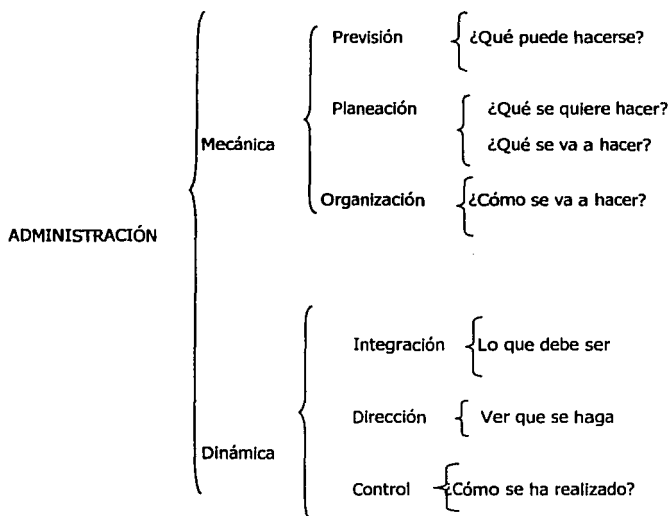 ADMINISTRACIÓN
Mecánica
Previsión
¿Qué puede hacerse?
Planeación
¿Qué se quiere hacer?
¿Qué se va a hacer?
Organización
¿Cómo se va a hacer?
Dinámica
Integración
Lo que debe ser
Dirección
Ver que se haga
Control
¿Cómo se ha realizado?